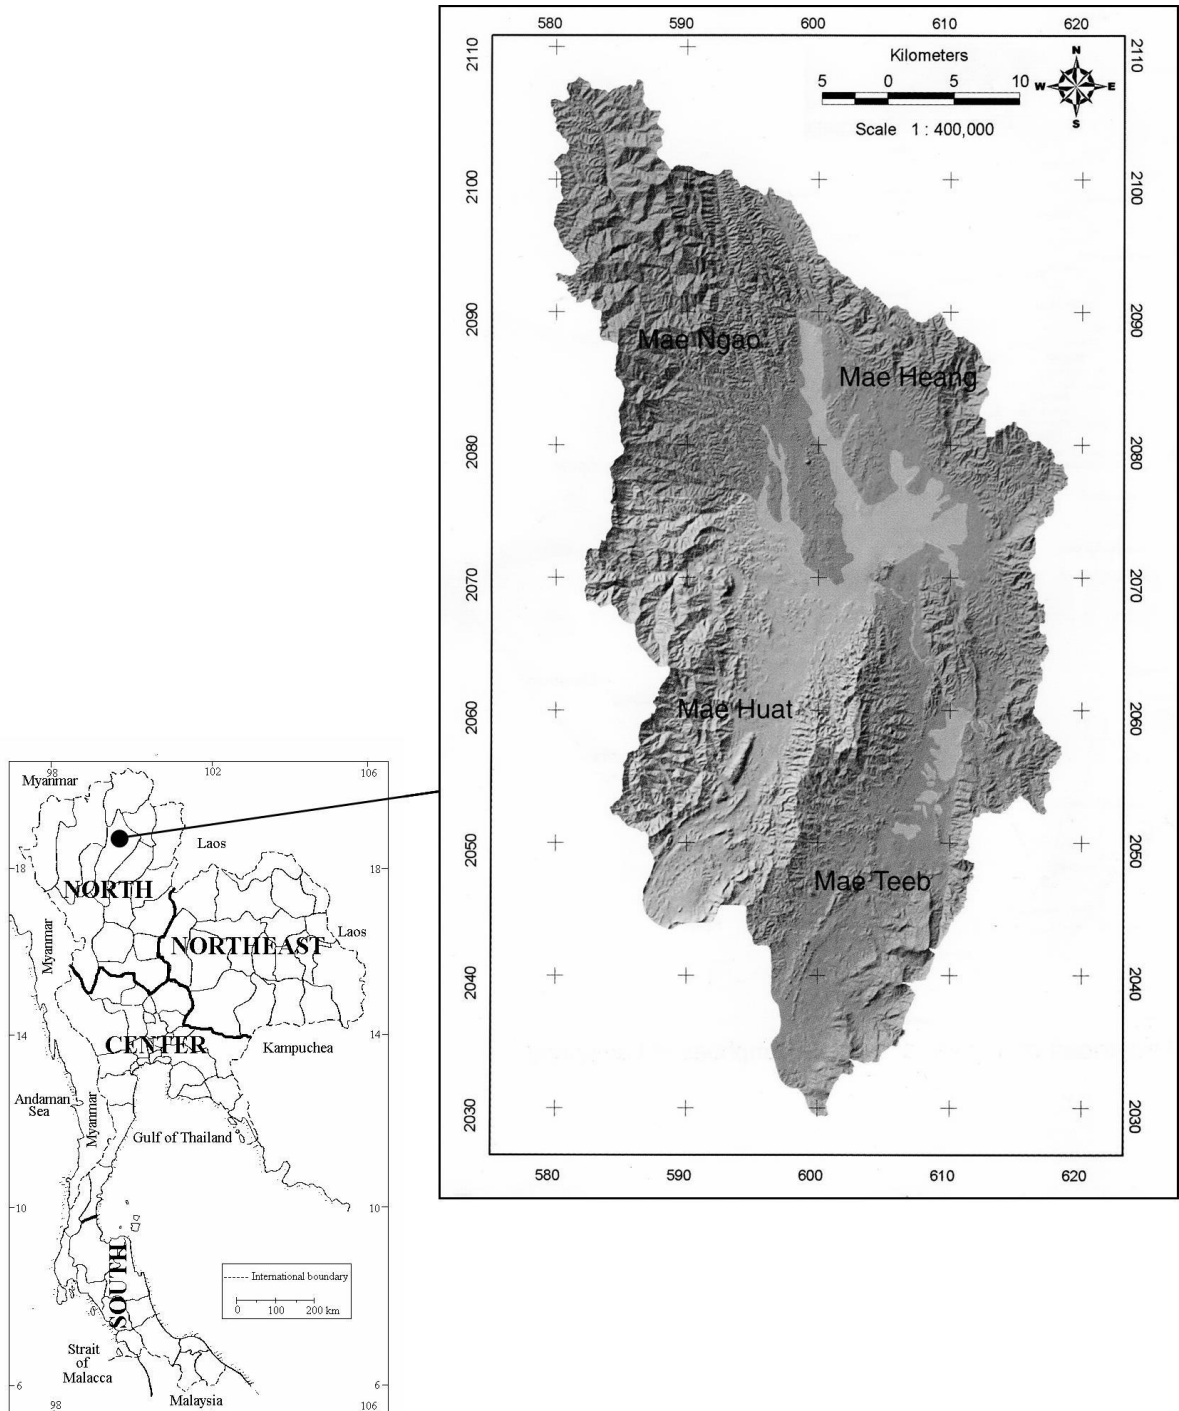 580 590 600 610 620
2110
2110
Kilometers
5 0 5 10
Scale 1 : 400,000
N
W E
S
2100
2100
2090
2090
Mae Ngao
Mae Heang
2080
2080
2070
2070
2060
2060
Mae Huat
2050
2050
Mae Teeb
2040
2040
2030
2030
580 590 600 610 620
98 102 106
Myanmar
Laos
18 18
NORTH
Myanmar
NORTHEAST
Laos
14 14
CENTER
Kampuchea
Andaman
Sea
Myanmar
Gulf of Thailand
10 10
SOUTH
International boundary
0 100 200 km
Strait
of
Malacca
Malaysia
6 6
98 106